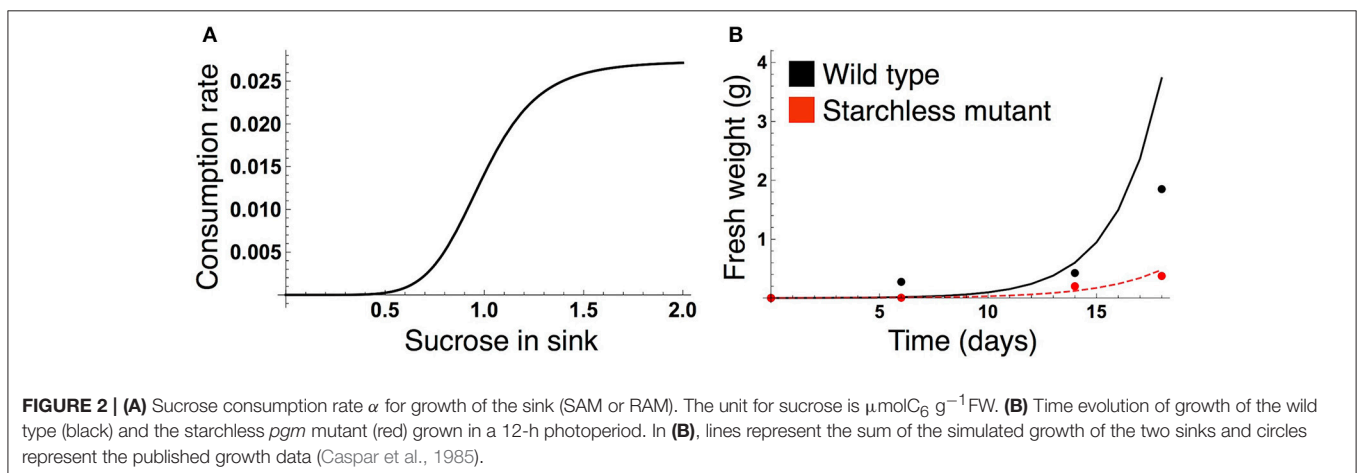 A
Consumption rate
0.025
0.020
0.015
0.010
0.005
0.5
1.0
1.5
2.0
Sucrose in sink
B
Fresh weight (g)
4
3
2
1
Wild type
Starchless mutant
5
10
15
Time (days)
FIGURE 2 | (A) Sucrose consumption rate α for growth of the sink (SAM or RAM). The unit for sucrose is μmolC₆ g⁻¹FW. (B) Time evolution of growth of the wild
type (black) and the starchless pgm mutant (red) grown in a 12-h photoperiod. In (B), lines represent the sum of the simulated growth of the two sinks and circles
represent the published growth data (Caspar et al., 1985).